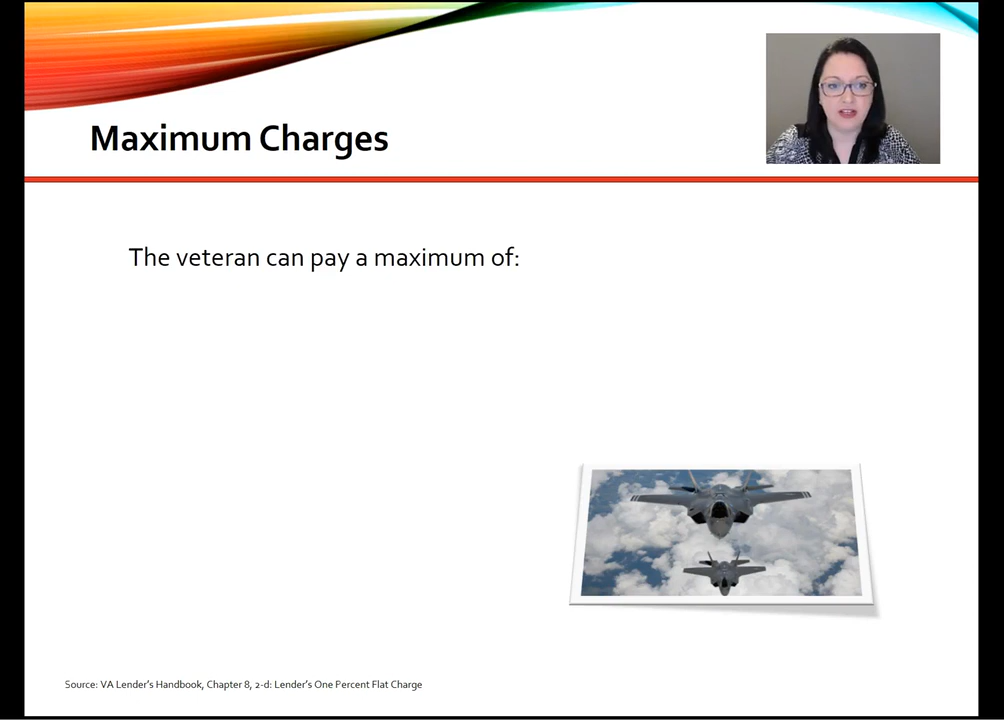 Maximum Charges
The veteran can pay a maximum of:
Source: VA Lender's Handbook, Chapter 8, 2-d: Lender's One Percent Flat Charge